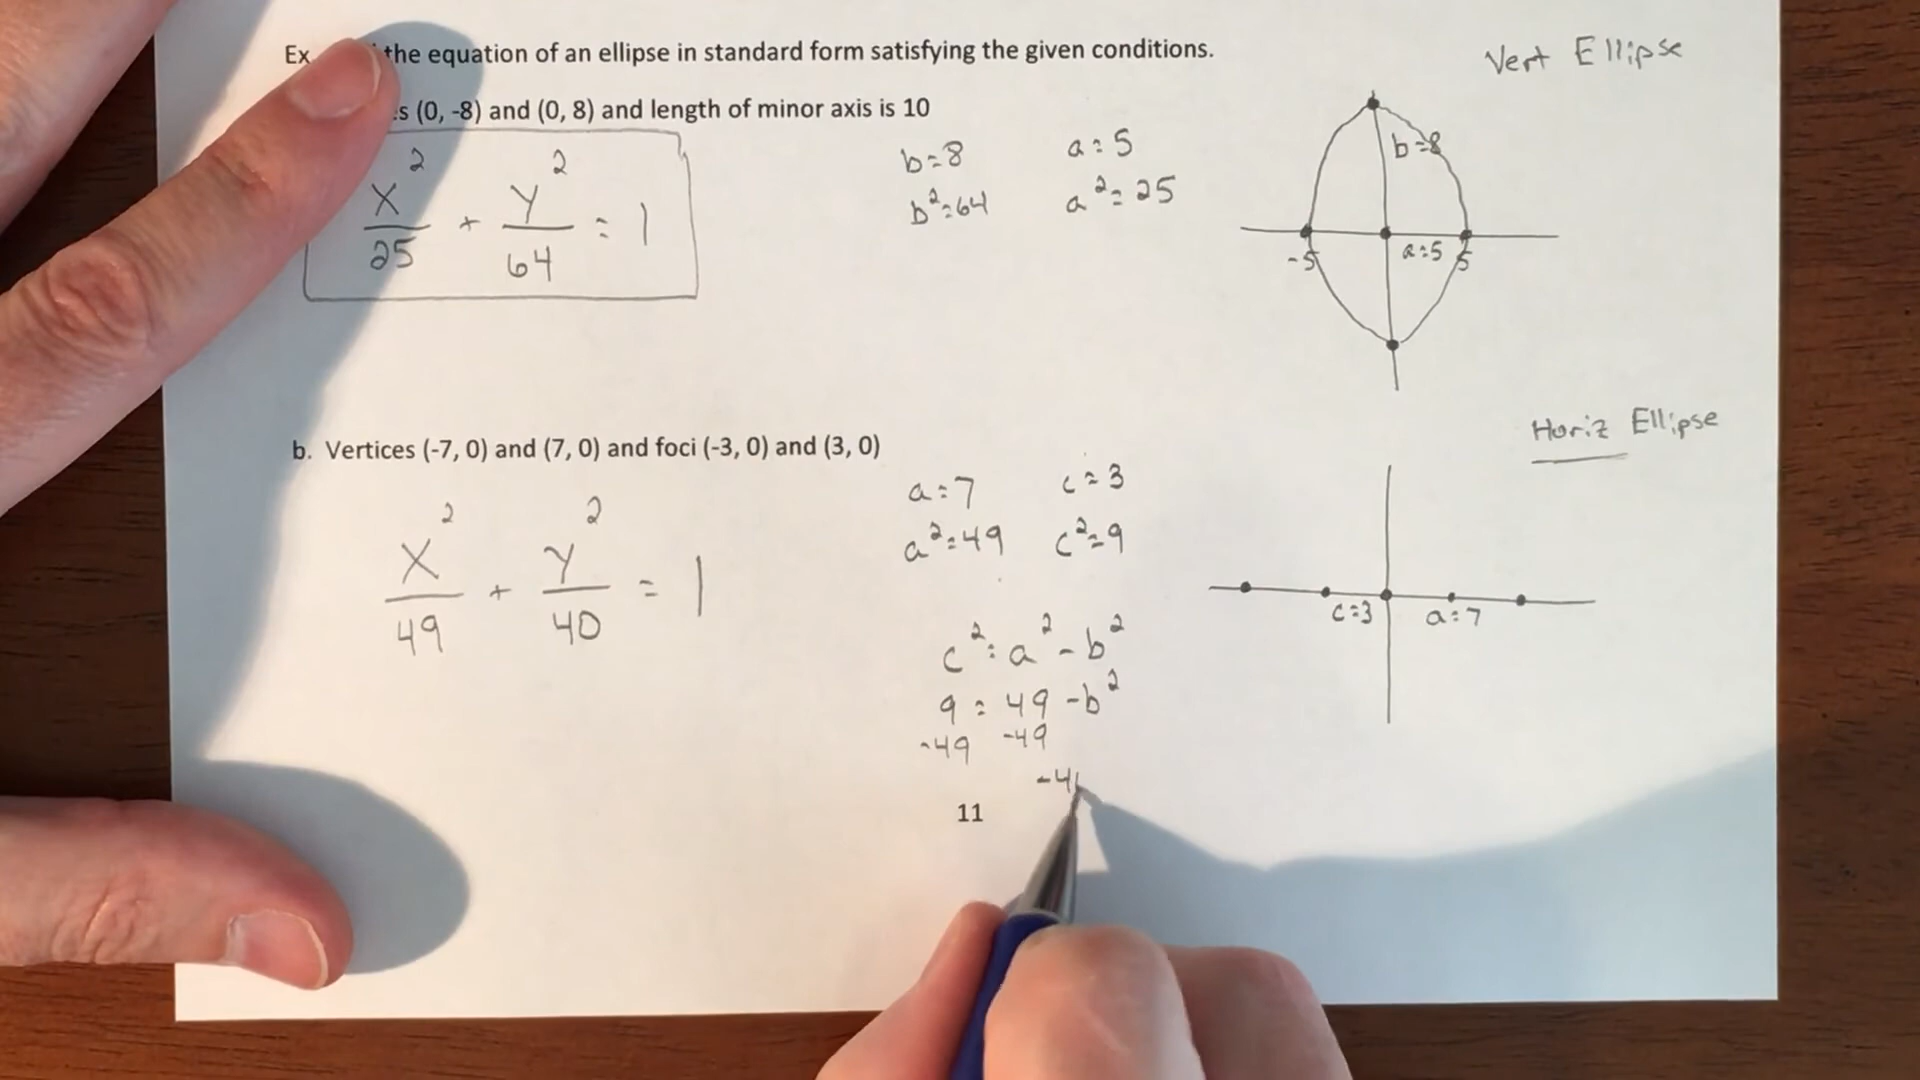 Ex the equation of an ellipse in standard form satisfying the given conditions.
(0, -8) and (0, 8) and length of minor axis is 10
x² / 25 + y² / 64 = 1
b = 8
b² = 64
a = 5
a² = 25
Vert Ellipse
b = 8
-5
a = 5
5
b. Vertices (-7, 0) and (7, 0) and foci (-3, 0) and (3, 0)
x² / 49 + y² / 40 = 1
a = 7
a² = 49
c = 3
c² = 9
c² = a² - b²
9 = 49 - b²
-49 -49
-4
Horiz Ellipse
c = 3
a = 7
11